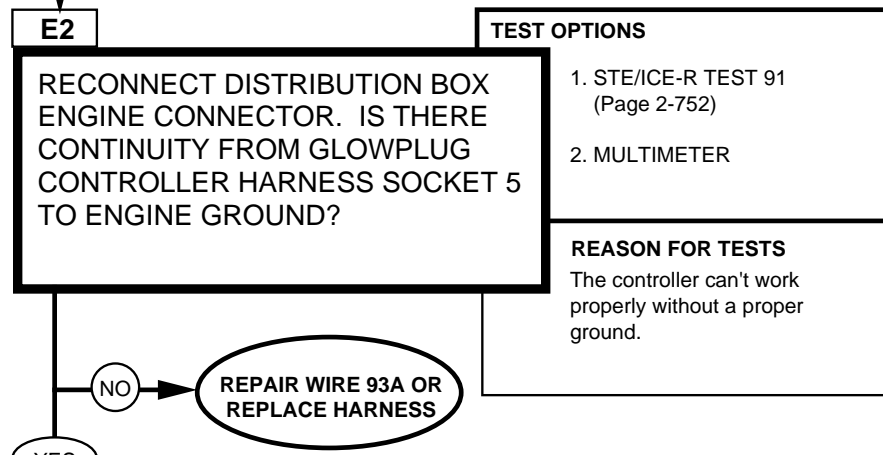 E2
RECONNECT DISTRIBUTION BOX
ENGINE CONNECTOR. IS THERE
CONTINUITY FROM GLOWPLUG
CONTROLLER HARNESS SOCKET 5
TO ENGINE GROUND?
TEST OPTIONS
1. STE/ICE-R TEST 91
(Page 2-752)
2. MULTIMETER
REASON FOR TESTS
The controller can't work
properly without a proper
ground.
NO
REPAIR WIRE 93A OR
REPLACE HARNESS
YES